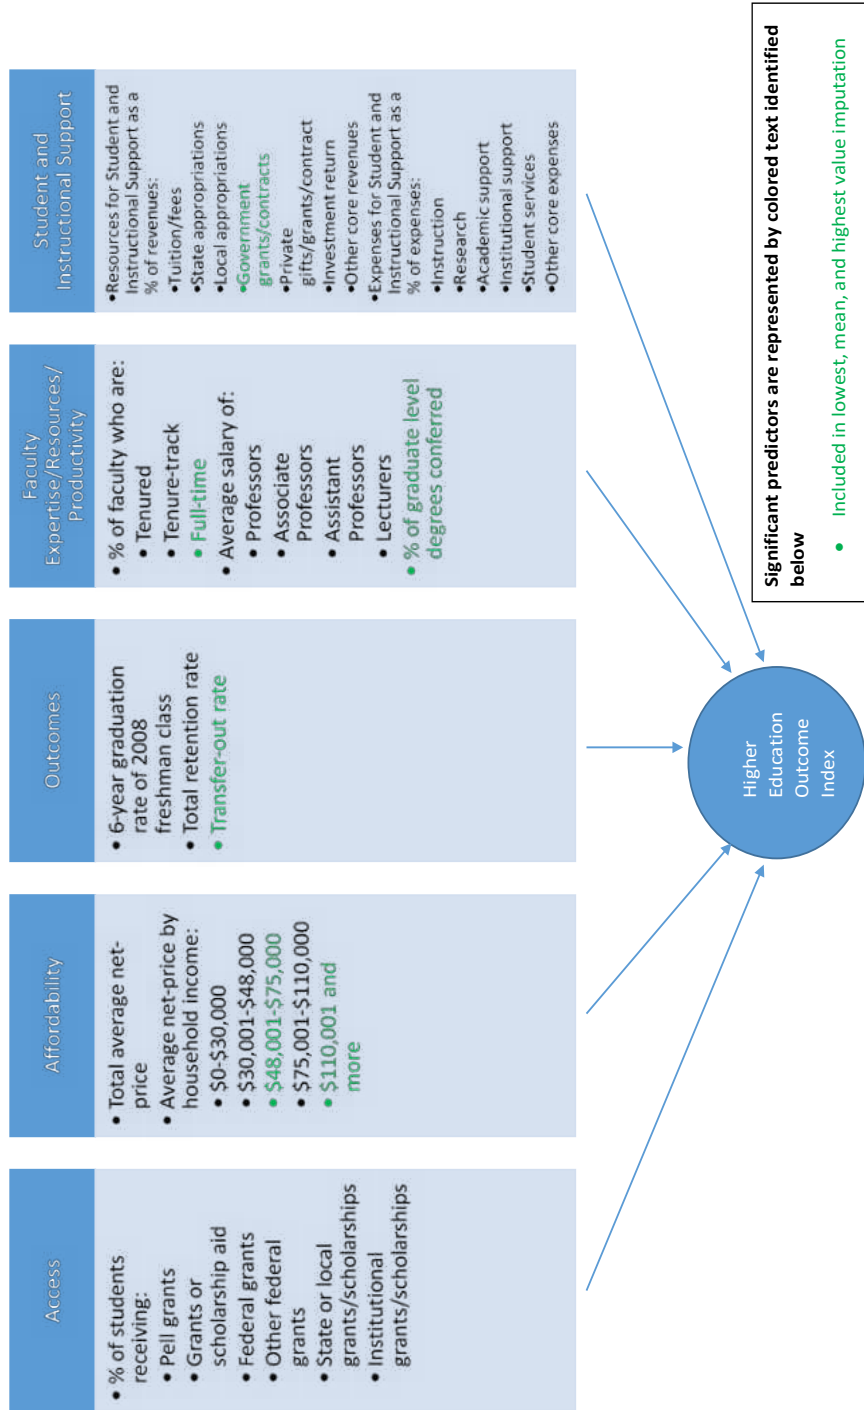 Access
• % of students
receiving:
• Pell grants
• Grants or
scholarship aid
• Federal grants
• Other federal
grants
• State or local
grants/scholarships
• Institutional
grants/scholarships
Affordability
• Total average net-
price
• Average net-price by
household income:
• $0-$30,000
• $30,001-$48,000
• $48,001-$75,000
• $75,001-$110,000
• $110,001 and
more
Outcomes
• 6-year graduation
rate of 2008
freshman class
• Total retention rate
• Transfer-out rate
Faculty
Expertise/Resources/
Productivity
• % of faculty who are:
• Tenured
• Tenure-track
• Full-time
• Average salary of:
• Professors
• Associate
Professors
• Assistant
Professors
• Lecturers
• % of graduate level
degrees conferred
Student and
Instructional Support
•Resources for Student and
Instructional Support as a
% of revenues:
•Tuition/fees
•State appropriations
•Local appropriations
•Government
grants/contracts
•Private
gifts/grants/contract
•Investment return
•Other core revenues
•Expenses for Student and
Instructional Support as a
% of expenses:
•Instruction
•Research
•Academic support
•Institutional support
•Student services
•Other core expenses
Higher
Education
Outcome
Index
Significant predictors are represented by colored text identified
below
• Included in lowest, mean, and highest value imputation